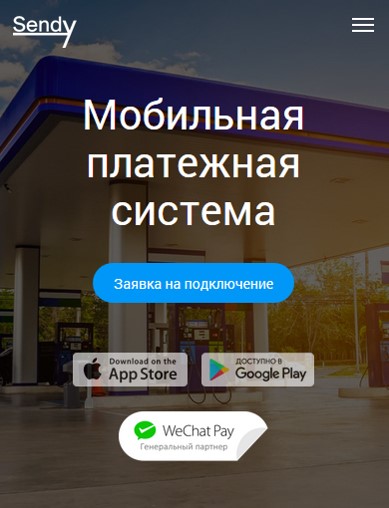 Sendy
Мобильная
платежная
система
Заявка на подключение
Download on the
App Store
ДОСТУПНО В
Google Play
WeChat Pay
Генеральный партнер